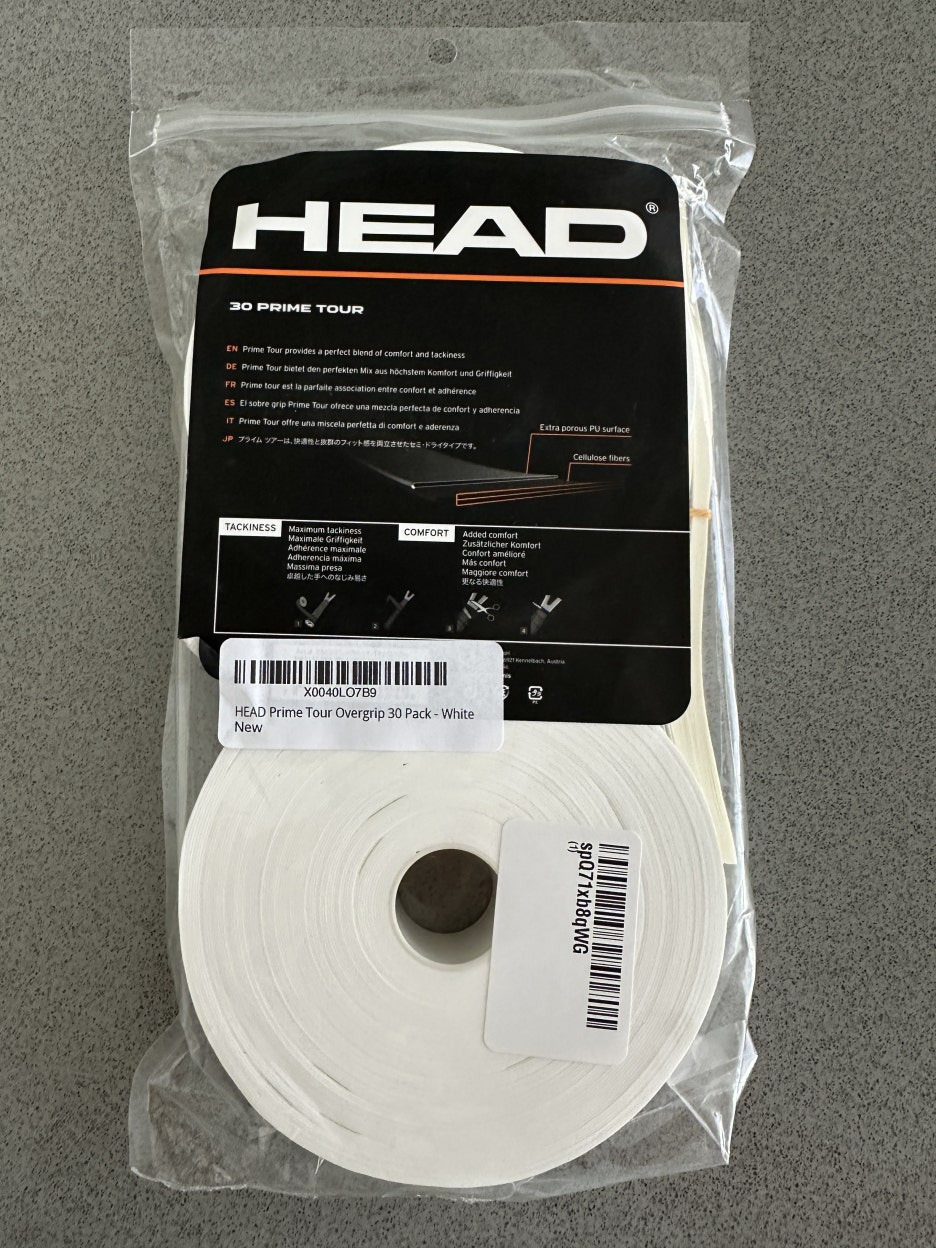 HEAD®
30 PRIME TOUR
EN Prime Tour provides a perfect blend of comfort and tackiness
DE Prime Tour bietet den perfekten Mix aus höchstem Komfort und Griffigkeit
FR Prime tour est la parfaite association entre confort et adhérence
ES El sobre grip Prime Tour ofrece una mezcla perfecta de confort y adherencia
IT Prime Tour offre una miscela perfetta di comfort e aderenza
JP プライム ツアーは、快適性と抜群のフィット感を両立させたセミ・ドライタイプです。
Extra porous PU surface
Cellulose fibers
TACKINESS
Maximum tackiness
Maximale Griffigkeit
Adhérence maximale
Adherencia máxima
Massima presa
卓越した手へのなじみ易さ
COMFORT
Added comfort
Zusätzlicher Komfort
Confort amélioré
Más confort
Maggiore comfort
更なる快適性
1
2
3
4
Kennelbach, Austria
X0040LO7B9
HEAD Prime Tour Overgrip 30 Pack - White
New
spQ71xb8qWG
(1)